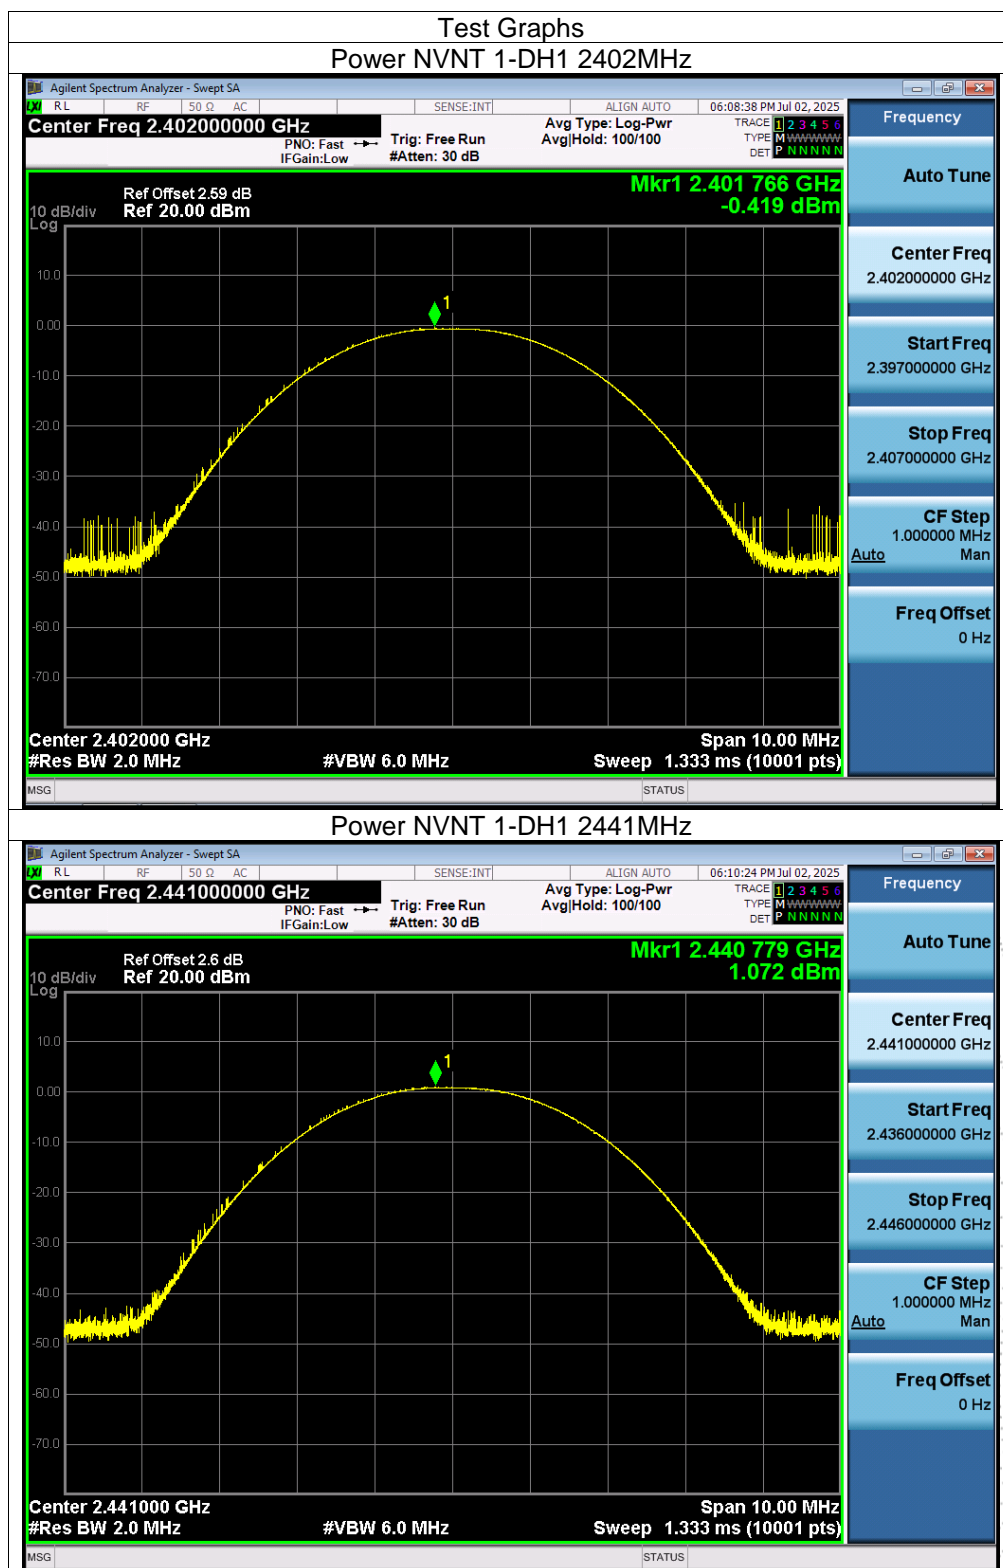 Test Graphs
Power NVNT 1-DH1 2402MHz
Agilent Spectrum Analyzer - Swept SA
LXI RL RF 50 Ω AC SENSE:INT ALIGN AUTO 06:08:38 PM Jul 02, 2025
Center Freq 2.402000000 GHz
PNO: Fast
IFGain:Low
Trig: Free Run
#Atten: 30 dB
Avg Type: Log-Pwr
Avg|Hold: 100/100
TRACE 1 2 3 4 5 6
TYPE M WWWWW
DET P N N N N N
Frequency
Auto Tune
Center Freq
2.402000000 GHz
Start Freq
2.397000000 GHz
Stop Freq
2.407000000 GHz
CF Step
1.000000 MHz
Auto Man
Freq Offset
0 Hz
Mkr1 2.401 766 GHz
-0.419 dBm
Ref Offset 2.59 dB
10 dB/div Ref 20.00 dBm
Log
10.0
1
0.00
-10.0
-20.0
-30.0
-40.0
-50.0
-60.0
-70.0
Center 2.402000 GHz Span 10.00 MHz
#Res BW 2.0 MHz #VBW 6.0 MHz Sweep 1.333 ms (10001 pts)
MSG STATUS
Power NVNT 1-DH1 2441MHz
Agilent Spectrum Analyzer - Swept SA
LXI RL RF 50 Ω AC SENSE:INT ALIGN AUTO 06:10:24 PM Jul 02, 2025
Center Freq 2.441000000 GHz
PNO: Fast
IFGain:Low
Trig: Free Run
#Atten: 30 dB
Avg Type: Log-Pwr
Avg|Hold: 100/100
TRACE 1 2 3 4 5 6
TYPE M WWWWW
DET P N N N N N
Frequency
Auto Tune
Center Freq
2.441000000 GHz
Start Freq
2.436000000 GHz
Stop Freq
2.446000000 GHz
CF Step
1.000000 MHz
Auto Man
Freq Offset
0 Hz
Mkr1 2.440 779 GHz
1.072 dBm
Ref Offset 2.6 dB
10 dB/div Ref 20.00 dBm
Log
10.0
1
0.00
-10.0
-20.0
-30.0
-40.0
-50.0
-60.0
-70.0
Center 2.441000 GHz Span 10.00 MHz
#Res BW 2.0 MHz #VBW 6.0 MHz Sweep 1.333 ms (10001 pts)
MSG STATUS